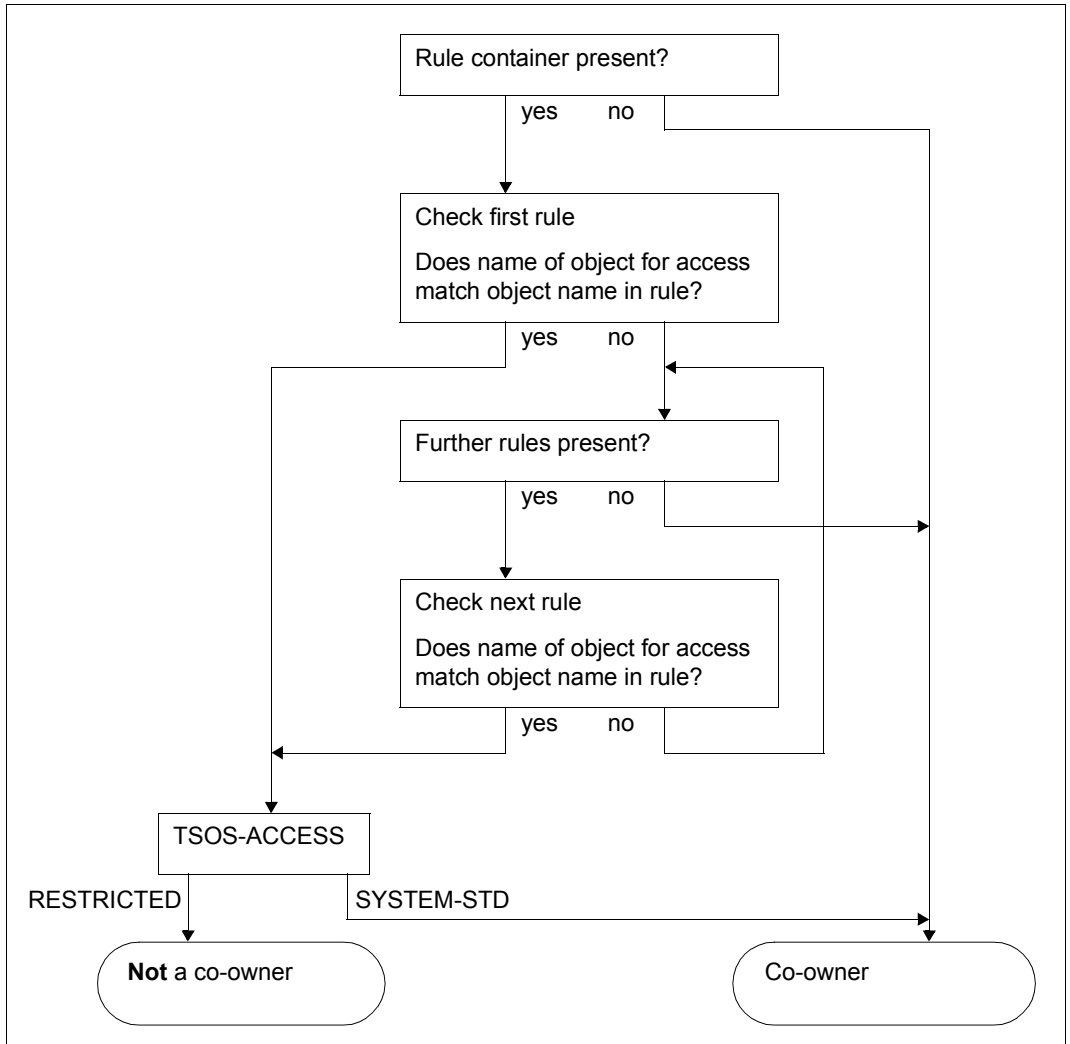 Rule container present?
yes no
Check first rule
Does name of object for access
match object name in rule?
yes no
Further rules present?
yes no
Check next rule
Does name of object for access
match object name in rule?
yes no
TSOS-ACCESS
RESTRICTED SYSTEM-STD
Not a co-owner Co-owner